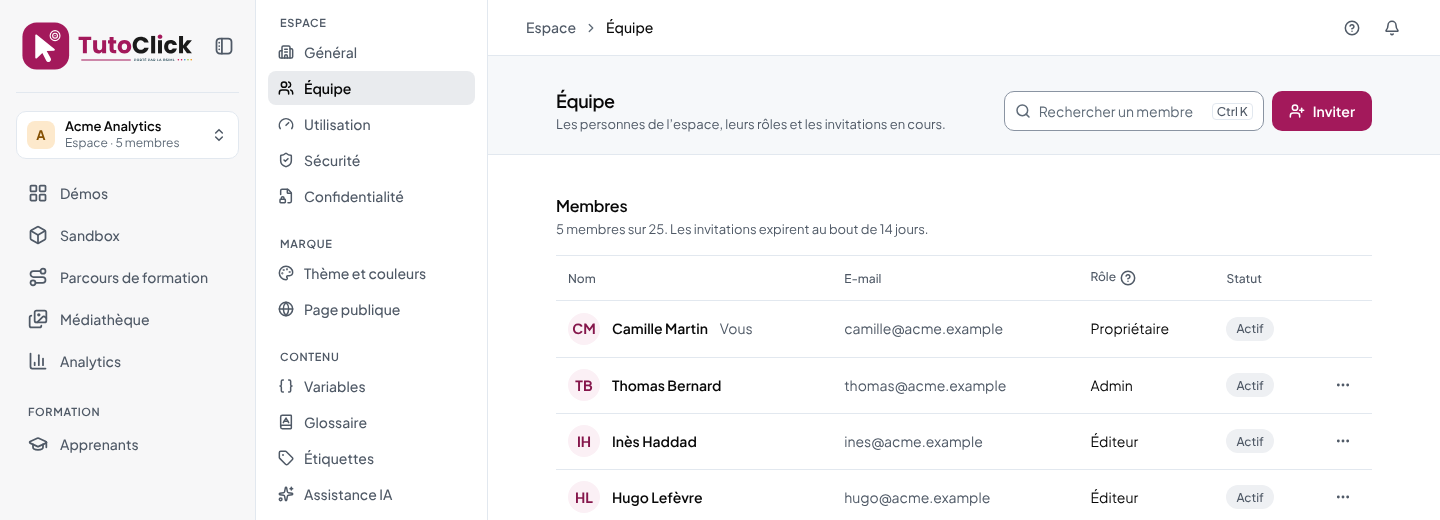 TutoClick
Acme Analytics
A
Espace · 5 membres
Démos
Sandbox
Parcours de formation
Médiathèque
Analytics
FORMATION
Apprenants
ESPACE
Général
Équipe
Utilisation
Sécurité
Confidentialité
MARQUE
Thème et couleurs
Page publique
CONTENU
Variables
Glossaire
Étiquettes
Assistance IA
Espace > Équipe
Équipe
Les personnes de l'espace, leurs rôles et les invitations en cours.
Rechercher un membre Ctrl K
Inviter
Membres
5 membres sur 25. Les invitations expirent au bout de 14 jours.
Nom E-mail Rôle Statut
CM Camille Martin Vous camille@acme.example Propriétaire Actif
TB Thomas Bernard thomas@acme.example Admin Actif
IH Inès Haddad ines@acme.example Éditeur Actif
HL Hugo Lefèvre hugo@acme.example Éditeur Actif